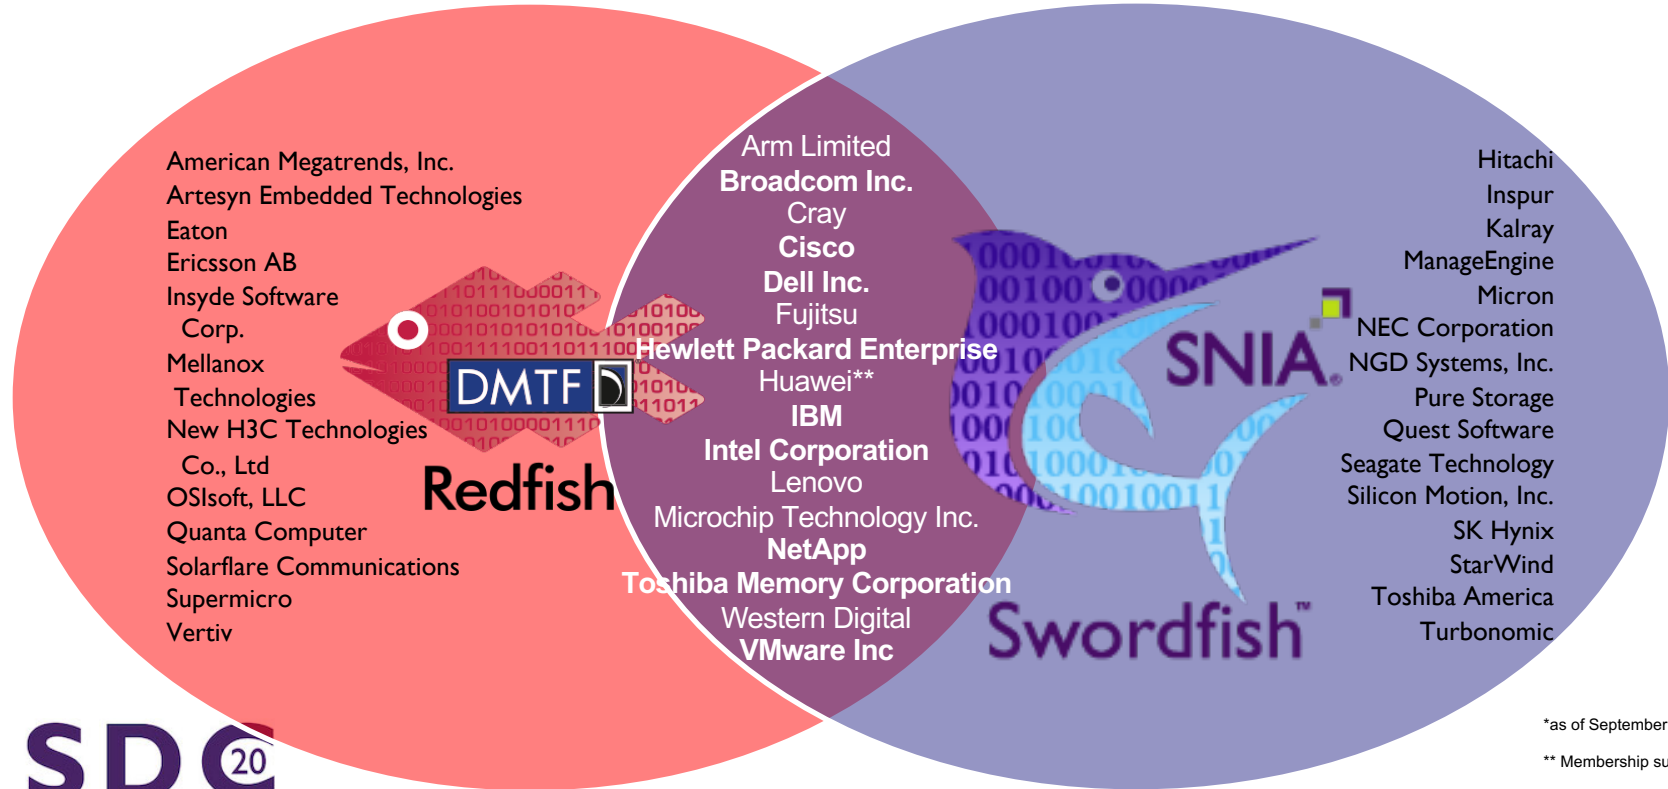 American Megatrends, Inc.
Artesyn Embedded Technologies
Eaton
Ericsson AB
Insyde Software
Corp.
Mellanox
Technologies
New H3C Technologies
Co., Ltd
OSIsoft, LLC
Quanta Computer
Solarflare Communications
Supermicro
Vertiv
DMTF
Redfish
Arm Limited
Broadcom Inc.
Cray
Cisco
Dell Inc.
Fujitsu
Hewlett Packard Enterprise
Huawei**
IBM
Intel Corporation
Lenovo
Microchip Technology Inc.
NetApp
Toshiba Memory Corporation
Western Digital
VMware Inc
SNIA®
Swordfish™
Hitachi
Inspur
Kalray
ManageEngine
Micron
NEC Corporation
NGD Systems, Inc.
Pure Storage
Quest Software
Seagate Technology
Silicon Motion, Inc.
SK Hynix
StarWind
Toshiba America
Turbonomic
SDC 20
*as of September
** Membership su